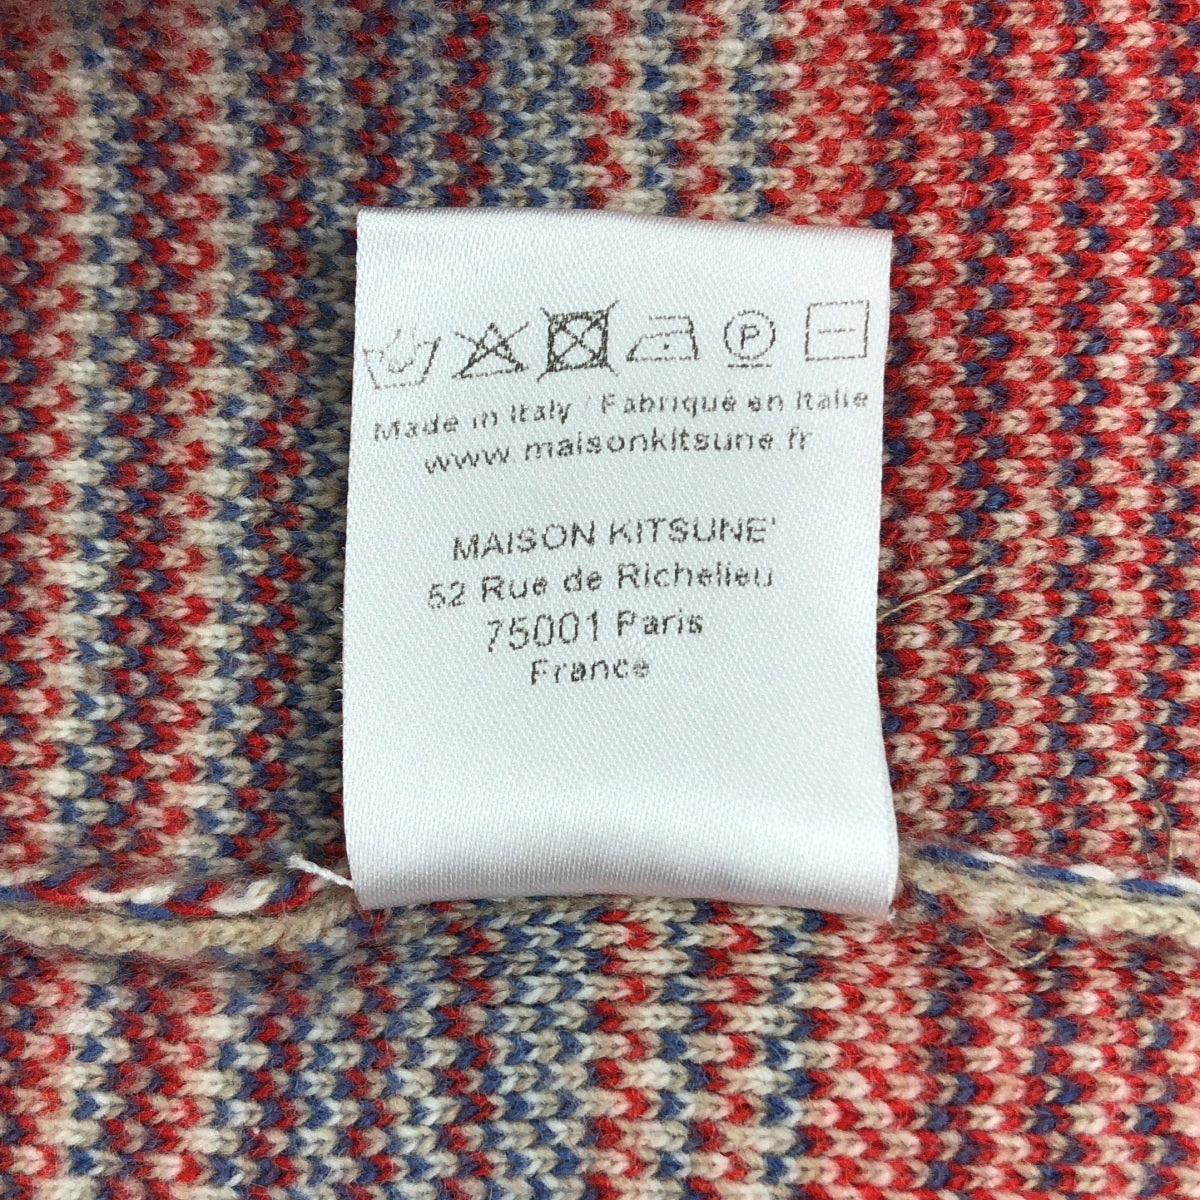 P
Made in Italy / Fabriqué en Italie
www.maisonkitsune.fr
MAISON KITSUNE'
52 Rue de Richelieu
75001 Paris
France